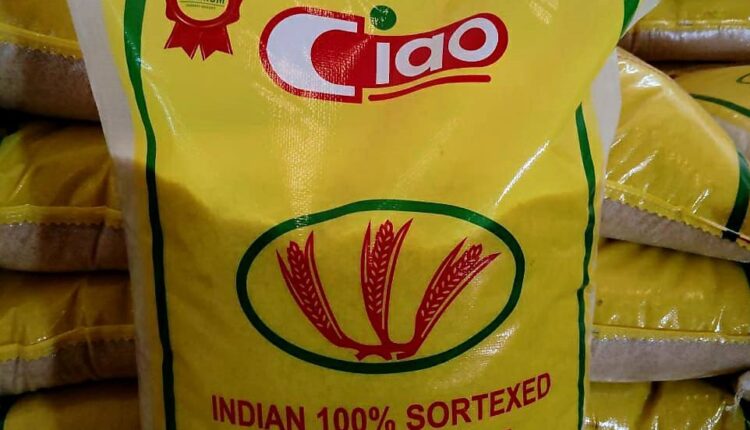 Ciao
INDIAN 100% SORTEXED